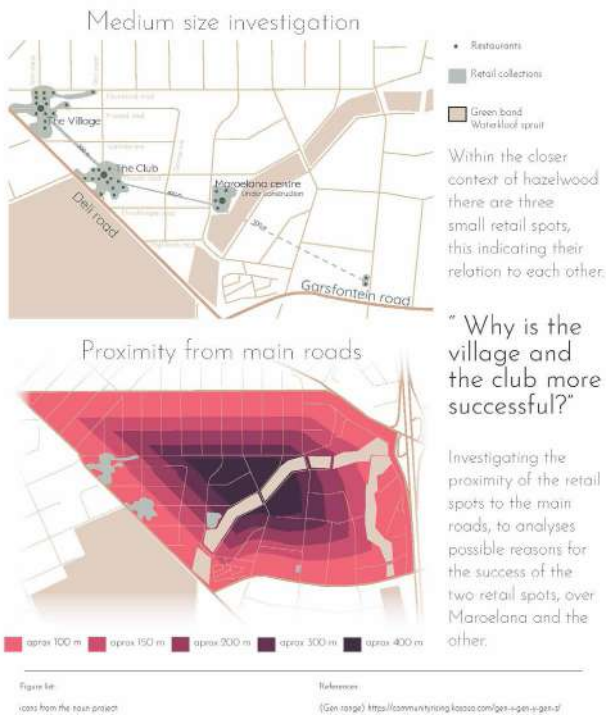 Medium size investigation
Restaurants
Retail collections
Green band
Waterkloof spruit
The Village
The Club
Maroelana centre
Under construction
Deli road
Garsfontein road
Within the closer
context of hazelwood
there are three
small retail spots,
this indicating their
relation to each other.
" Why is the
village and
the club more
successful?"
Proximity from main roads
Investigating the
proximity of the retail
spots to the main
roads, to analyses
possible reasons for
the success of the
two retail spots, over
Maroelana and the
other.
aprox 100 m
aprox 150 m
aprox 200 m
aprox 300 m
aprox 400 m
Figure list:
icons from the noun project
References: